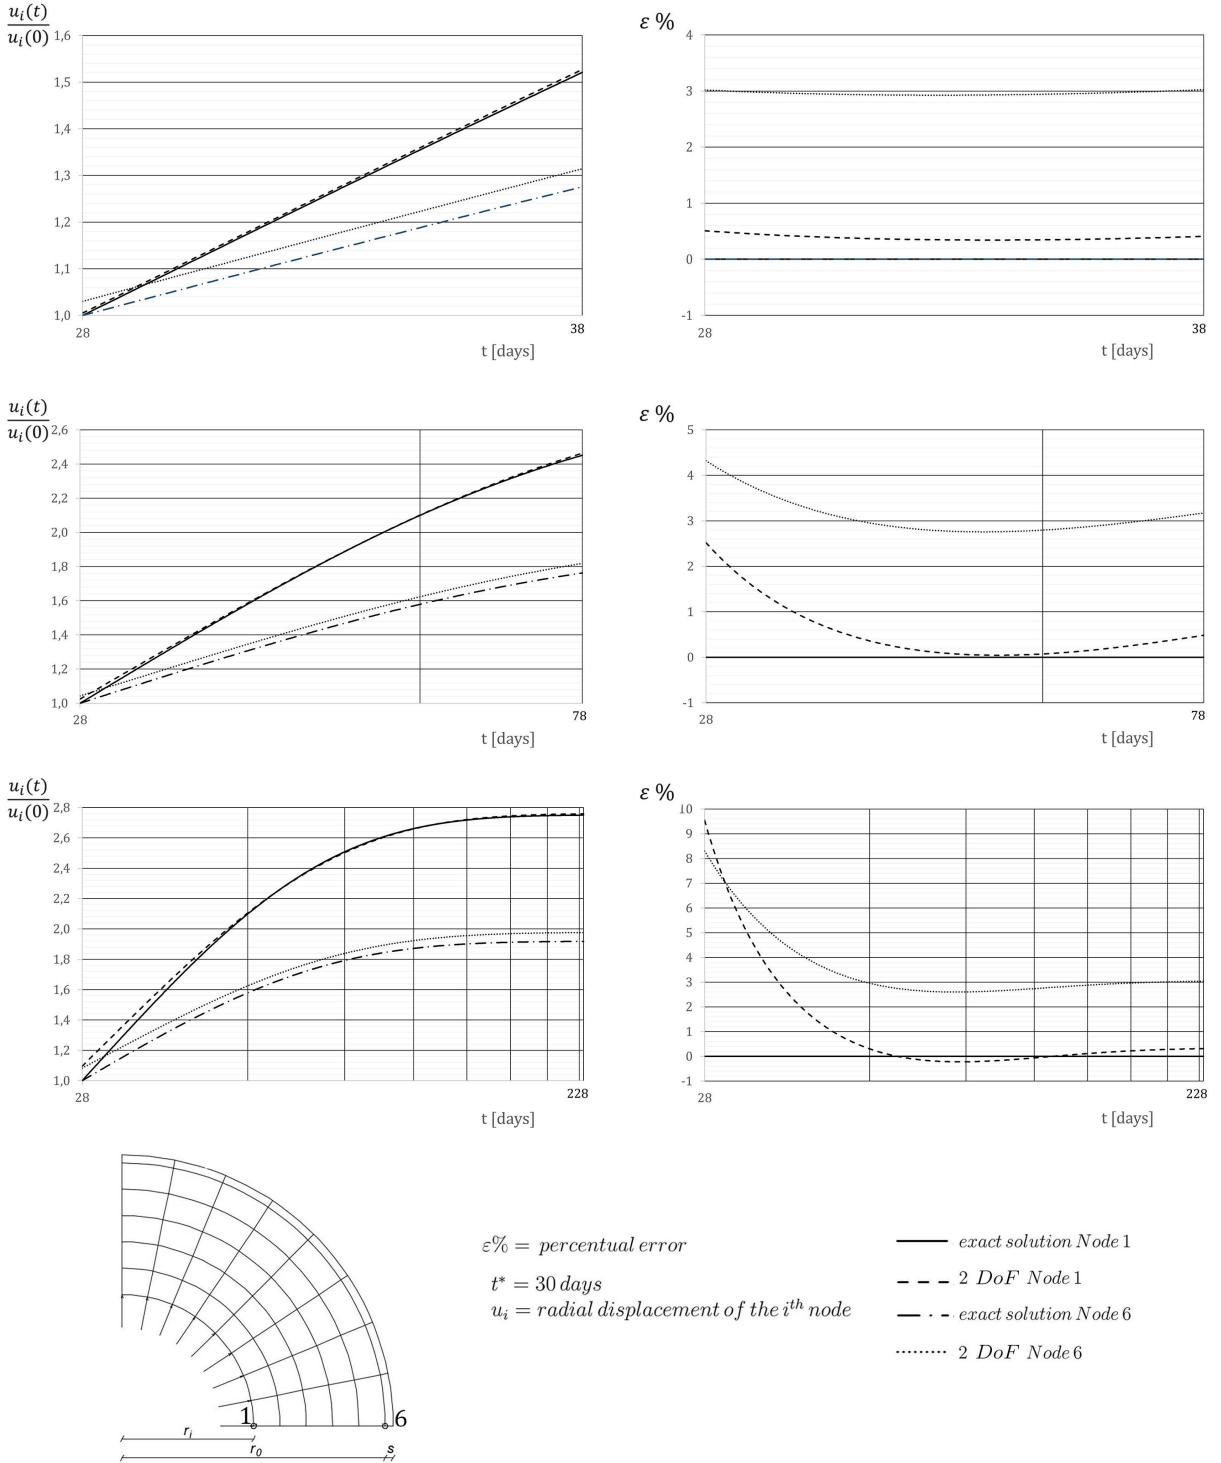 u_i(t)
u_i(0)
1,6
1,5
1,4
1,3
1,2
1,1
1,0
28
38
t [days]
ε %
4
3
2
1
0
-1
28
38
t [days]
u_i(t)
u_i(0)
2,6
2,4
2,2
2,0
1,8
1,6
1,4
1,2
1,0
28
78
t [days]
ε %
5
4
3
2
1
0
-1
28
78
t [days]
u_i(t)
u_i(0)
2,8
2,6
2,4
2,2
2,0
1,8
1,6
1,4
1,2
1,0
28
228
t [days]
ε %
10
9
8
7
6
5
4
3
2
1
0
-1
28
228
t [days]
1
6
r_i
r_0
s
ε% = percentual error
t* = 30 days
u_i = radial displacement of the i^th node
exact solution Node 1
2 DoF Node 1
exact solution Node 6
2 DoF Node 6